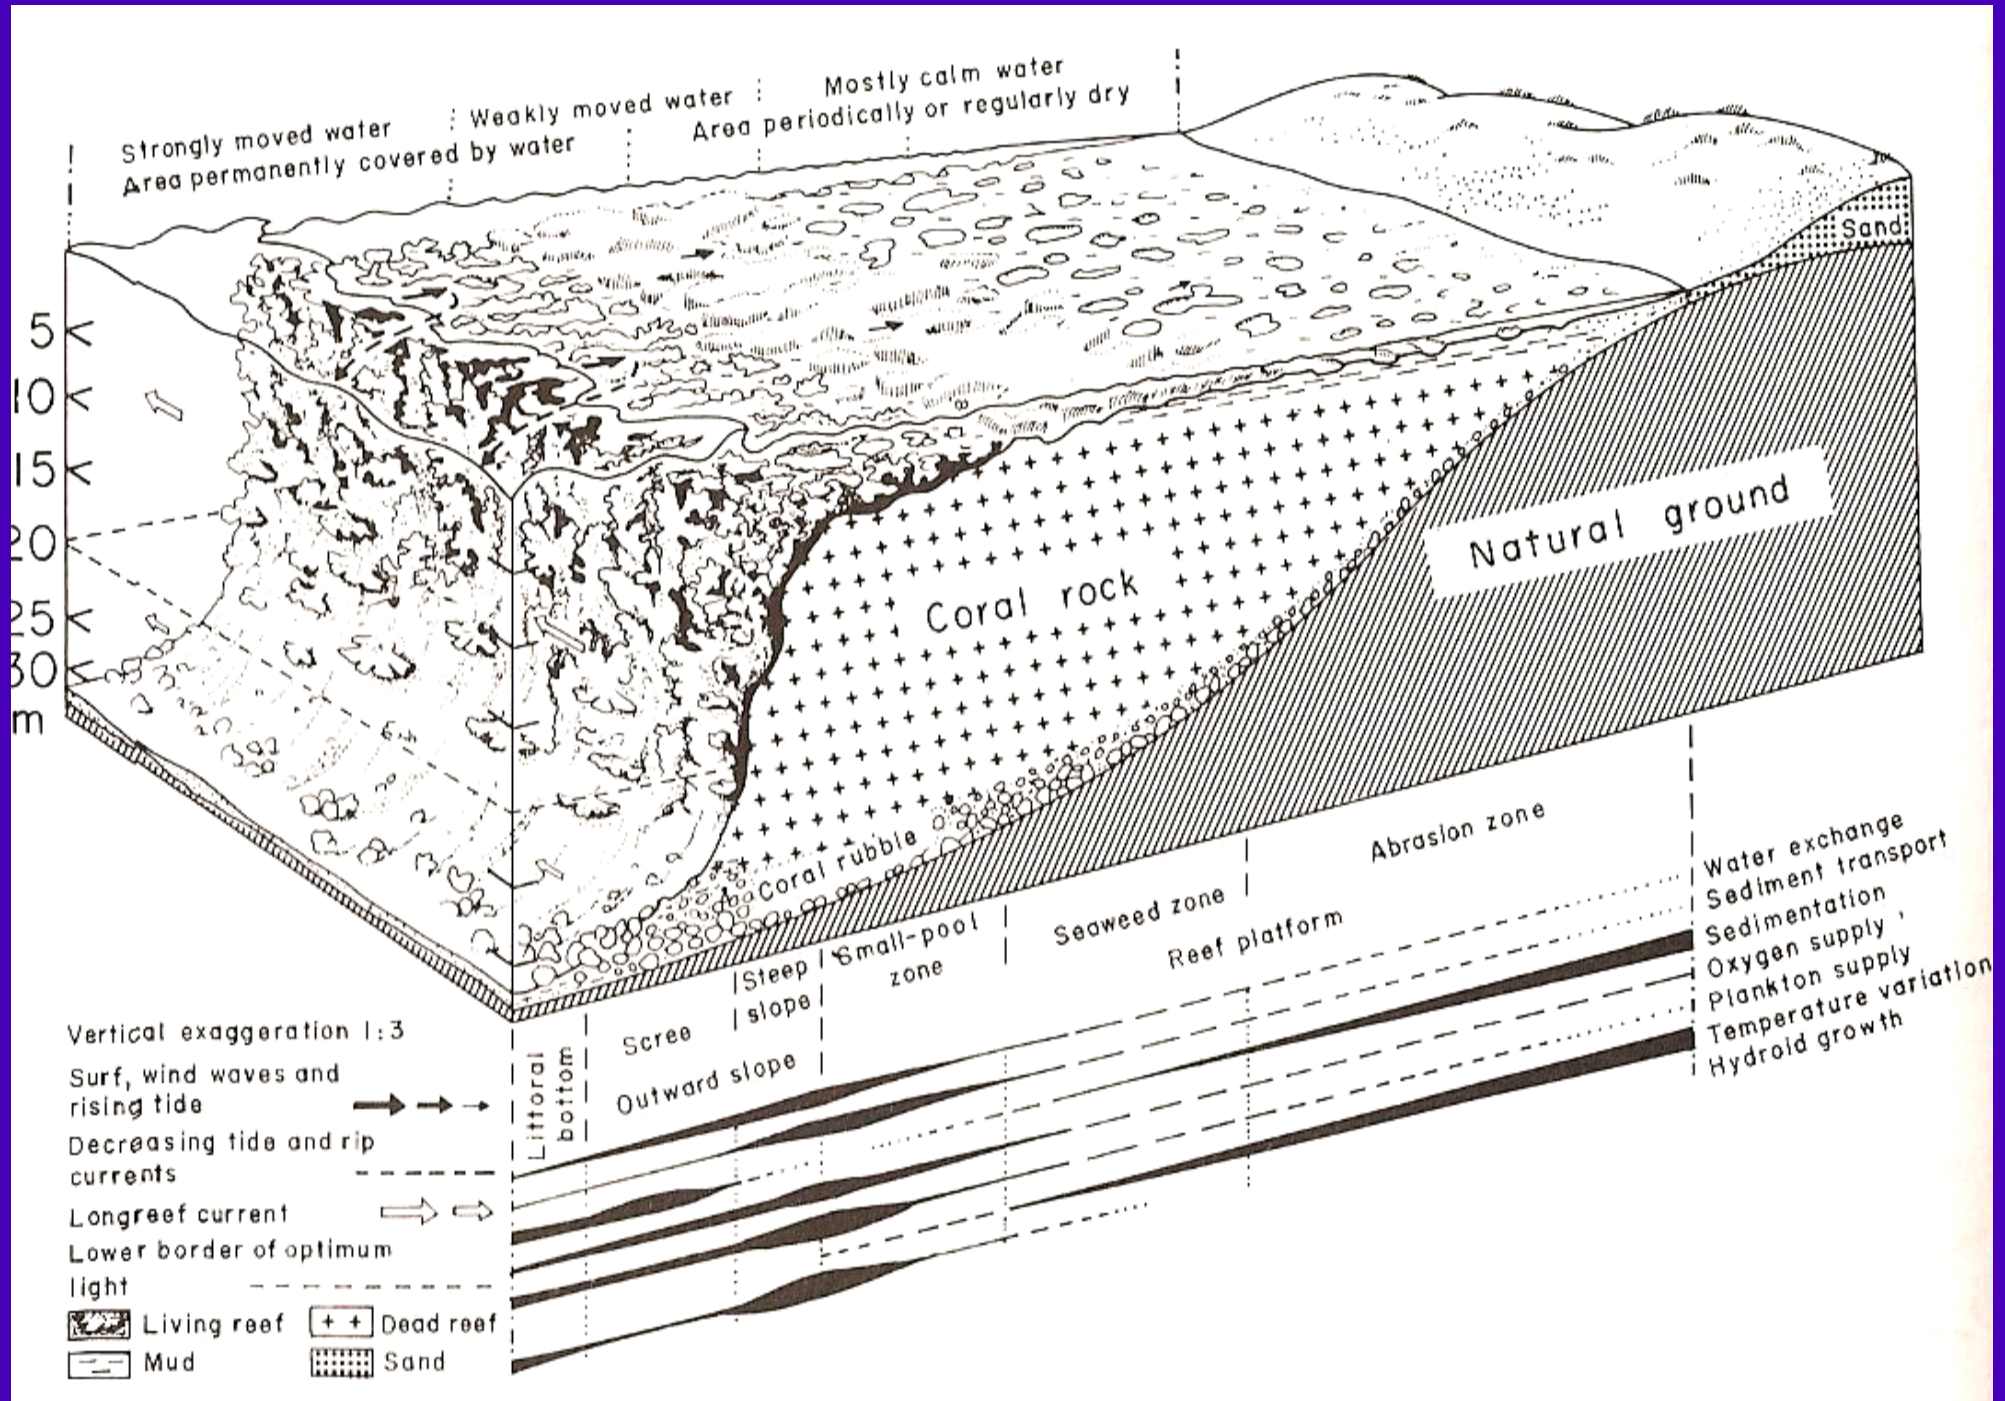 Strongly moved water
Weakly moved water
Mostly calm water
Area permanently covered by water
Area periodically or regularly dry
5
10
15
20
25
30
m
Sand
Natural ground
Coral rock
Coral rubble
Abrasion zone
Seaweed zone
Reef platform
Small-pool
zone
Steep
slope
Scree
Outward slope
Littoral
bottom
Water exchange
Sediment transport
Sedimentation
Oxygen supply
Plankton supply
Temperature variation
Hydroid growth
Vertical exaggeration 1:3
Surf, wind waves and
rising tide
Decreasing tide and rip
currents
Longreef current
Lower border of optimum
light
Living reef
Dead reef
Mud
Sand